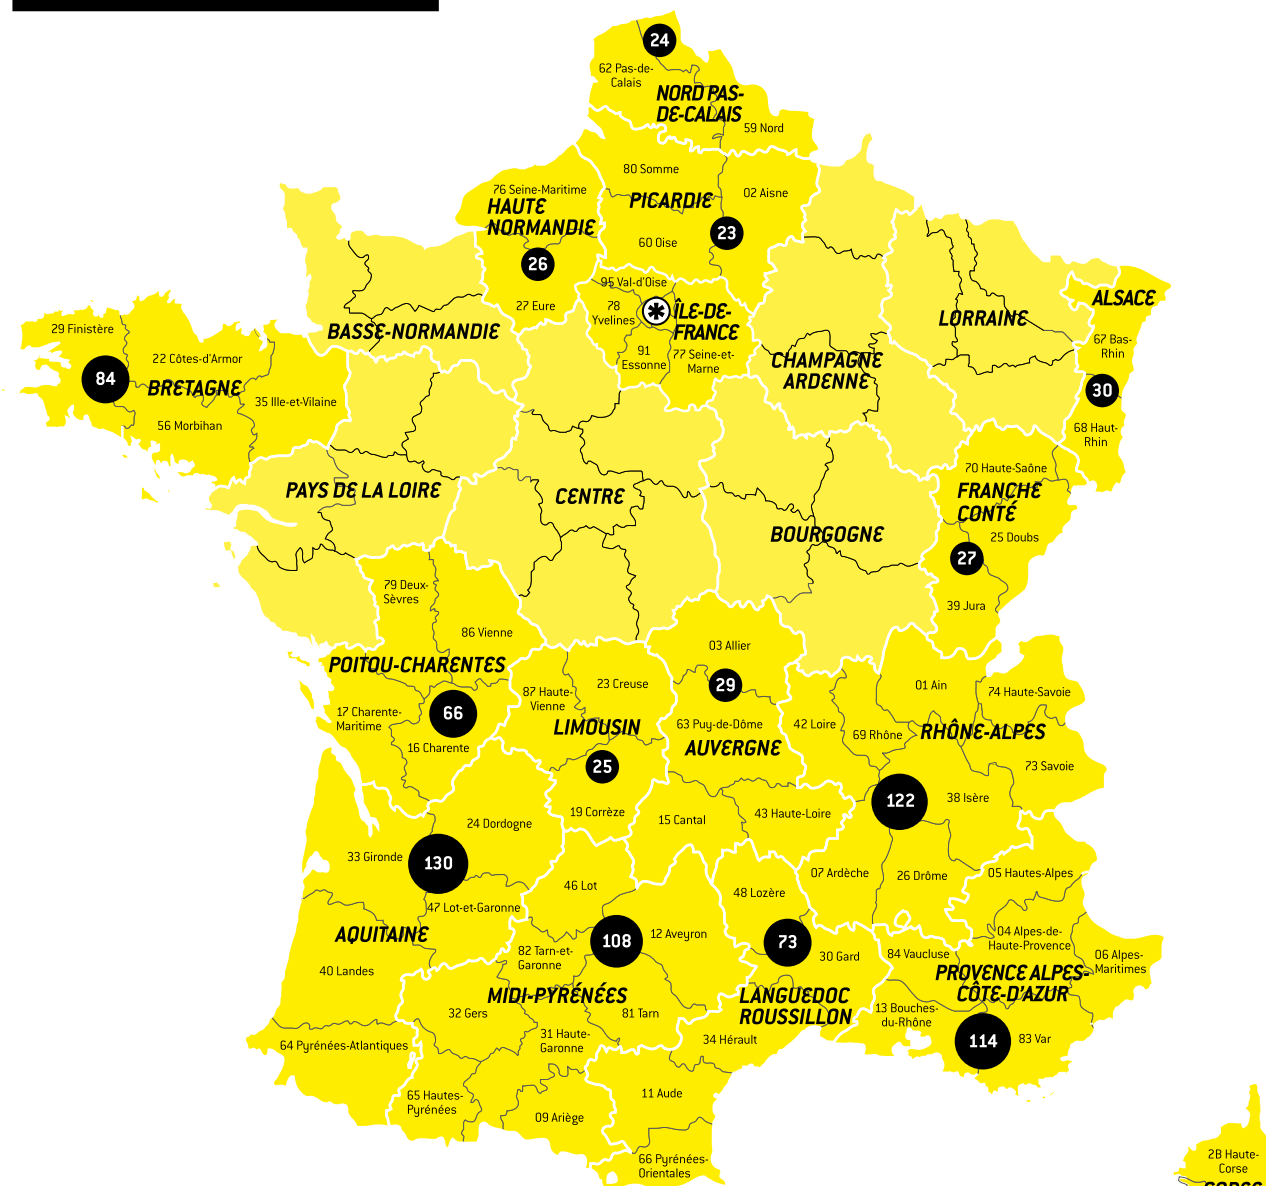 24
62 Pas-de-
Calais
NORD PAS-
DE-CALAIS
59 Nord
80 Somme
02 Aisne
PICARDIE
60 Oise
23
76 Seine-Maritime
HAUTE
NORMANDIE
26
27 Eure
95 Val-d'Oise
78
Yvelines
ÎLE-DE-
FRANCE
91
Essonne
77 Seine-et-
Marne
BASSE-NORMANDIE
CHAMPAGNE
ARDENNE
LORRAINE
ALSACE
67 Bas-
Rhin
30
68 Haut-
Rhin
29 Finistère
22 Côtes-d'Armor
84
BRETAGNE
35 Ille-et-Vilaine
56 Morbihan
PAYS DE LA LOIRE
CENTRE
BOURGOGNE
70 Haute-Saône
FRANCHE
CONTÉ
25 Doubs
27
39 Jura
79 Deux-
Sèvres
86 Vienne
POITOU-CHARENTES
17 Charente-
Maritime
66
16 Charente
87 Haute-
Vienne
23 Creuse
LIMOUSIN
25
19 Corrèze
03 Allier
29
63 Puy-de-Dôme
AUVERGNE
15 Cantal
43 Haute-Loire
42 Loire
01 Ain
74 Haute-Savoie
69 Rhône
RHÔNE-ALPES
73 Savoie
122
38 Isère
07 Ardèche
26 Drôme
24 Dordogne
33 Gironde
130
47 Lot-et-Garonne
AQUITAINE
40 Landes
64 Pyrénées-Atlantiques
46 Lot
108
12 Aveyron
82 Tarn-et-
Garonne
MIDI-PYRÉNÉES
32 Gers
81 Tarn
31 Haute-
Garonne
65 Hautes-
Pyrénées
09 Ariège
48 Lozère
73
30 Gard
LANGUEDOC
ROUSSILLON
34 Hérault
11 Aude
66 Pyrénées-
Orientales
05 Hautes-Alpes
04 Alpes-de-
Haute-Provence
84 Vaucluse
06 Alpes-
Maritimes
PROVENCE ALPES-
CÔTE-D'AZUR
13 Bouches-
du-Rhône
114
83 Var
2B Haute-
Corse